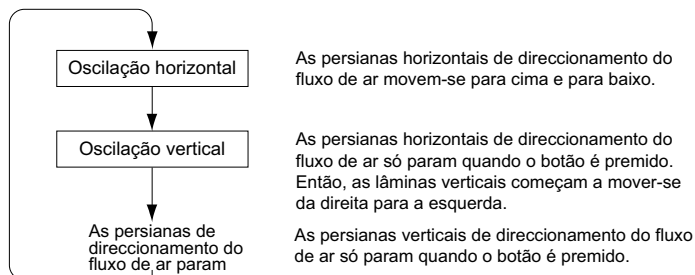 Oscilação horizontal
As persianas horizontais de direccionamento do
fluxo de ar movem-se para cima e para baixo.
Oscilação vertical
As persianas horizontais de direccionamento do
fluxo de ar só param quando o botão é premido.
Então, as lâminas verticais começam a mover-se
da direita para a esquerda.
As persianas de
direccionamento do
fluxo de ar param
As persianas verticais de direccionamento do fluxo
de ar só param quando o botão é premido.